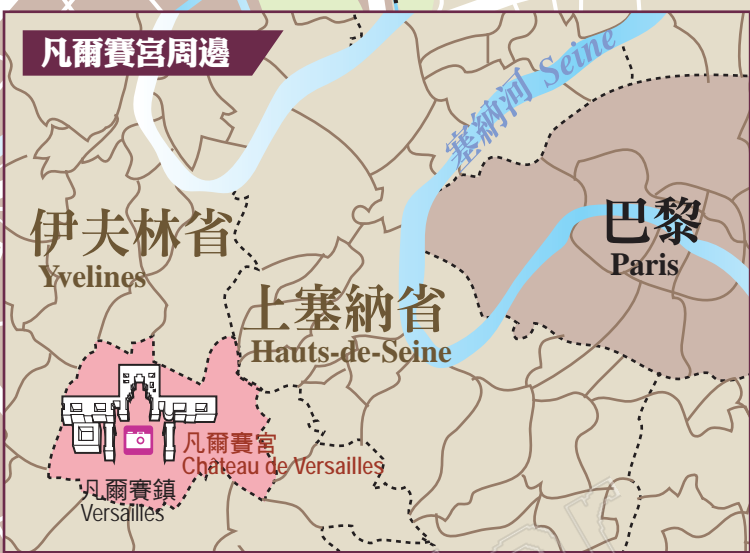 凡爾賽宮周邊
塞納河 Seine
伊夫林省
Yvelines
巴黎
Paris
上塞納省
Hauts-de-Seine
凡爾賽宮
Château de Versailles
凡爾賽鎮
Versailles